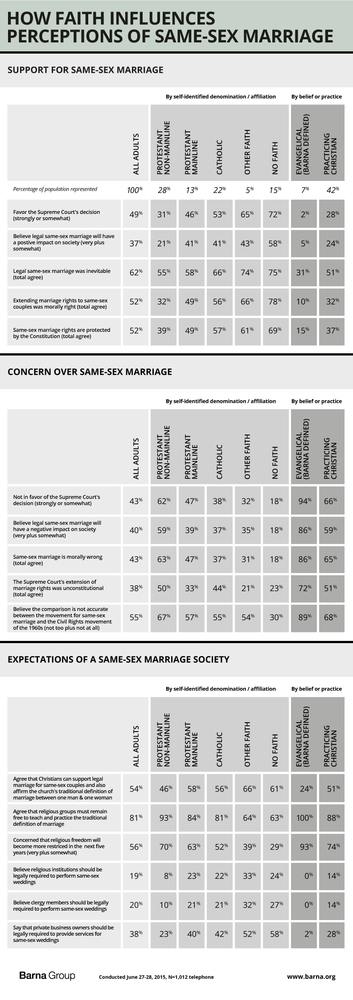 HOW FAITH INFLUENCES
PERCEPTIONS OF SAME-SEX MARRIAGE
SUPPORT FOR SAME-SEX MARRIAGE
By self-identified denomination / affiliation
By belief or practice
ALL ADULTS
PROTESTANT
NON-MAINLINE
PROTESTANT
MAINLINE
CATHOLIC
OTHER FAITH
NO FAITH
EVANGELICAL
(BARNA DEFINED)
PRACTICING
CHRISTIAN
Percentage of population represented
100% 28% 13% 22% 5% 15% 7% 42%
Favor the Supreme Court's decision
(strongly or somewhat)
49% 31% 46% 53% 65% 72% 2% 28%
Believe legal same-sex marriage will have
a postive impact on society (very plus
somewhat)
37% 21% 41% 41% 43% 58% 5% 24%
Legal same-sex marriage was inevitable
(total agree)
62% 55% 58% 66% 74% 75% 31% 51%
Extending marriage rights to same-sex
couples was morally right (total agree)
52% 32% 49% 56% 66% 78% 10% 32%
Same-sex marriage rights are protected
by the Constitution (total agree)
52% 39% 49% 57% 61% 69% 15% 37%
CONCERN OVER SAME-SEX MARRIAGE
By self-identified denomination / affiliation
By belief or practice
ALL ADULTS
PROTESTANT
NON-MAINLINE
PROTESTANT
MAINLINE
CATHOLIC
OTHER FAITH
NO FAITH
EVANGELICAL
(BARNA DEFINED)
PRACTICING
CHRISTIAN
Not in favor of the Supreme Court's
decision (strongly or somewhat)
43% 62% 47% 38% 32% 18% 94% 66%
Believe legal same-sex marriage will
have a negative impact on society
(very plus somewhat)
40% 59% 39% 37% 35% 18% 86% 59%
Same-sex marriage is morally wrong
(total agree)
43% 63% 47% 37% 31% 18% 86% 65%
The Supreme Court's extension of
marriage rights was unconstitutional
(total agree)
38% 50% 33% 44% 21% 23% 72% 51%
Believe the comparison is not accurate
between the movement for same-sex
marriage and the Civil Rights movement
of the 1960s (not too plus not at all)
55% 67% 57% 55% 54% 30% 89% 68%
EXPECTATIONS OF A SAME-SEX MARRIAGE SOCIETY
By self-identified denomination / affiliation
By belief or practice
ALL ADULTS
PROTESTANT
NON-MAINLINE
PROTESTANT
MAINLINE
CATHOLIC
OTHER FAITH
NO FAITH
EVANGELICAL
(BARNA DEFINED)
PRACTICING
CHRISTIAN
Agree that Christians can support legal
marriage for same-sex couples and also
affirm the church's traditional definition of
marriage between one man & one woman
54% 46% 58% 56% 66% 61% 24% 51%
Agree that religious groups must remain
free to teach and practice the traditional
definition of marriage
81% 93% 84% 81% 64% 63% 100% 88%
Concerned that religious freedom will
become more restriced in the next five
years (very plus somewhat)
56% 70% 63% 52% 39% 29% 93% 74%
Believe religious institutions should be
legally required to perform same-sex
weddings
19% 8% 23% 22% 33% 24% 0% 14%
Believe clergy members should be legally
required to perform same-sex weddings
20% 10% 21% 21% 32% 27% 0% 14%
Say that private business owners should be
legally required to provide services for
same-sex weddings
38% 23% 40% 42% 52% 58% 2% 28%
Barna Group
Conducted June 27-28, 2015, N=1,012 telephone
www.barna.org